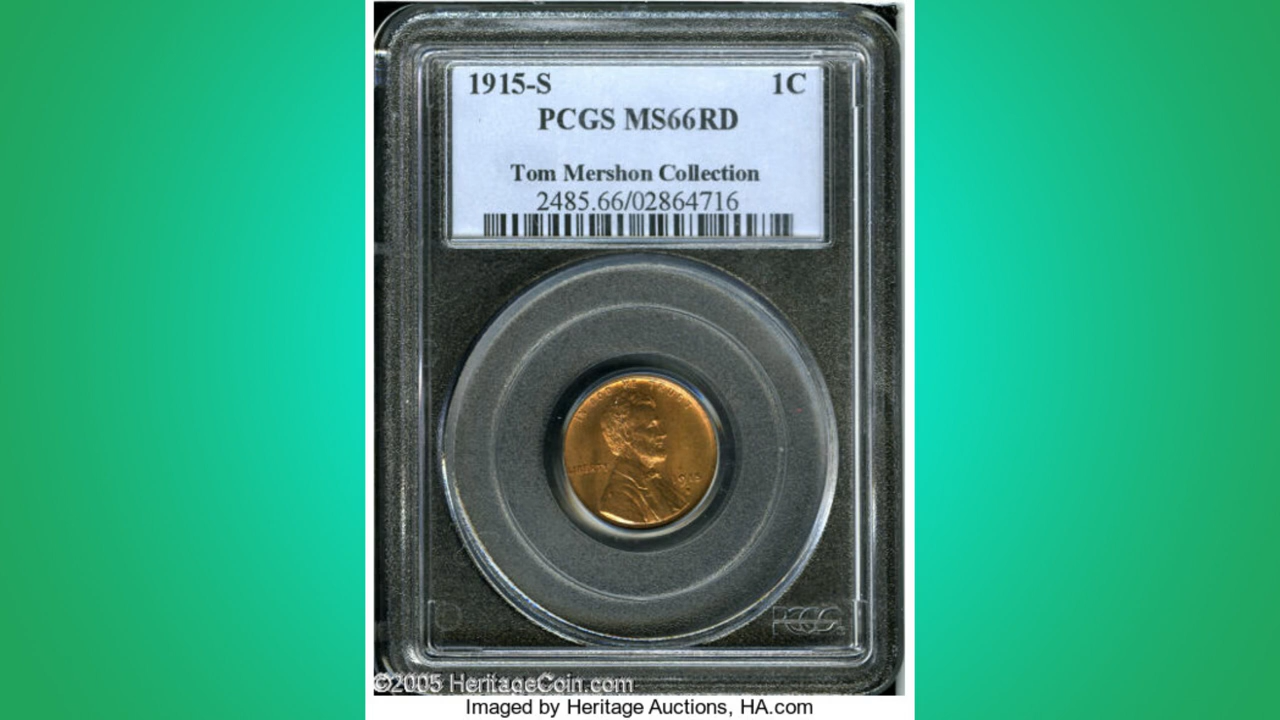 1915-S 1C
PCGS MS66RD
Tom Mershon Collection
2485.66/02864716
LIBERTY 1915
PCGS
©2005 HeritageCoin.com
Imaged by Heritage Auctions, HA.com